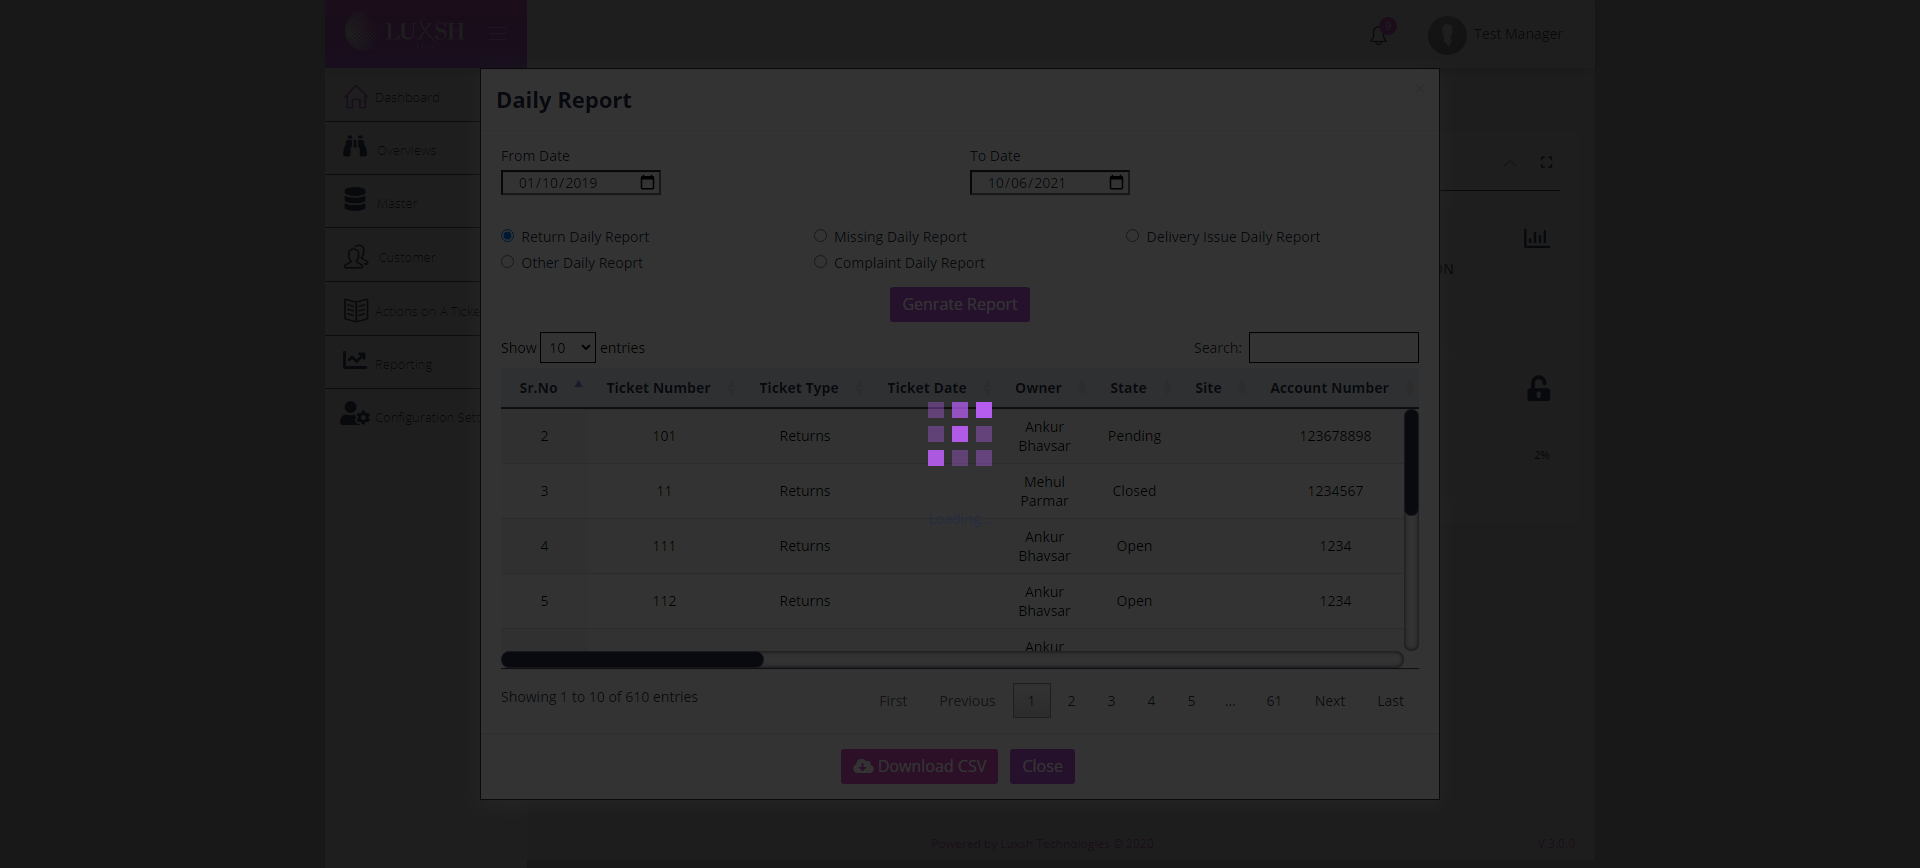 LUXSH
0
Test Manager
Dashboard
Overviews
Master
Customer
Actions on A Ticke
Reporting
Configuration Sett
Daily Report
×
From Date
To Date
01/10/2019
10/06/2021
Return Daily Report
Missing Daily Report
Delivery Issue Daily Report
Other Daily Reoprt
Complaint Daily Report
Genrate Report
Show 10 entries
Search:
Sr.No Ticket Number Ticket Type Ticket Date Owner State Site Account Number
2 101 Returns Ankur Bhavsar Pending 123678898
3 11 Returns Mehul Parmar Closed 1234567
4 111 Returns Ankur Bhavsar Open 1234
5 112 Returns Ankur Bhavsar Open 1234
Ankur
Loading...
Showing 1 to 10 of 610 entries
First Previous 1 2 3 4 5 ... 61 Next Last
Download CSV
Close
ON
2%
Powered by Luxsh Technologies © 2020
V 3.0.0